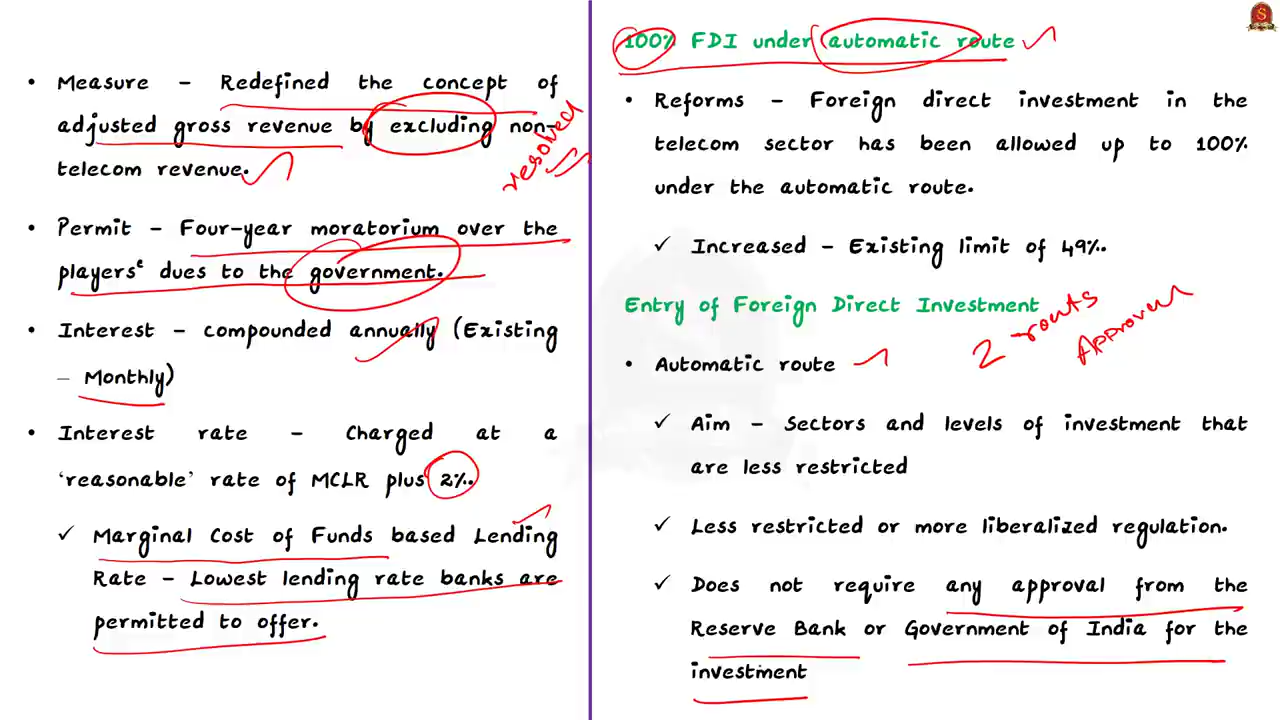 • Measure – Redefined the concept of
adjusted gross revenue by excluding non-
telecom revenue.
resolved
• Permit – Four-year moratorium over the
players‘ dues to the government.
• Interest – compounded annually (Existing
– Monthly)
• Interest rate – Charged at a
‘reasonable’ rate of MCLR plus 2%.
✓ Marginal Cost of Funds based Lending
Rate – Lowest lending rate banks are
permitted to offer.
100% FDI under automatic route
• Reforms – Foreign direct investment in the
telecom sector has been allowed up to 100%
under the automatic route.
✓ Increased – Existing limit of 49%.
Entry of Foreign Direct Investment
2 routs
Approval
• Automatic route
✓ Aim – Sectors and levels of investment that
are less restricted
✓ Less restricted or more liberalized regulation.
✓ Does not require any approval from the
Reserve Bank or Government of India for the
investment